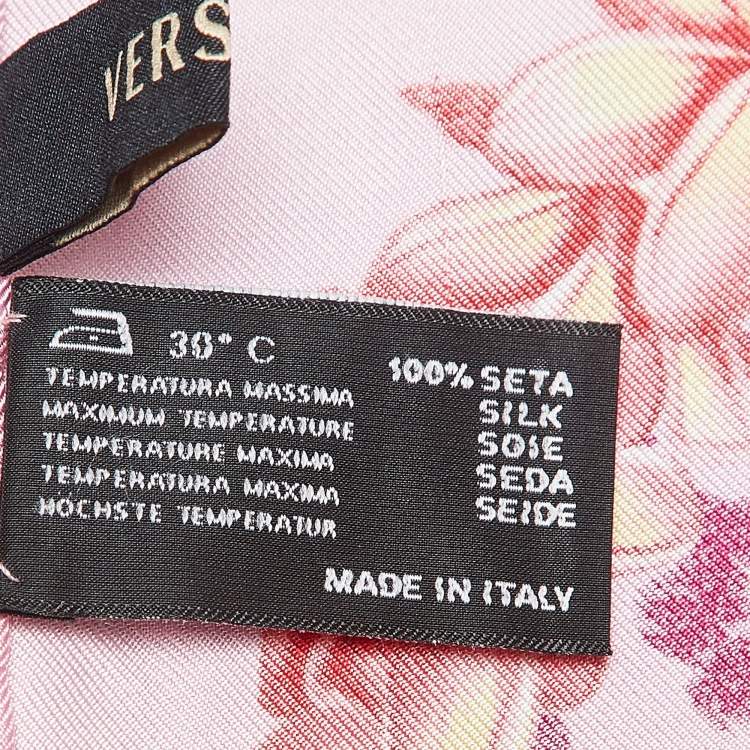 VERS
30° C
TEMPERATURA MASSIMA
MAXIMUM TEMPERATURE
TEMPERATURE MAXIMA
TEMPERATURA MAXIMA
HÖCHSTE TEMPERATUR
100% SETA
SILK
SOIE
SEDA
SEIDE
MADE IN ITALY